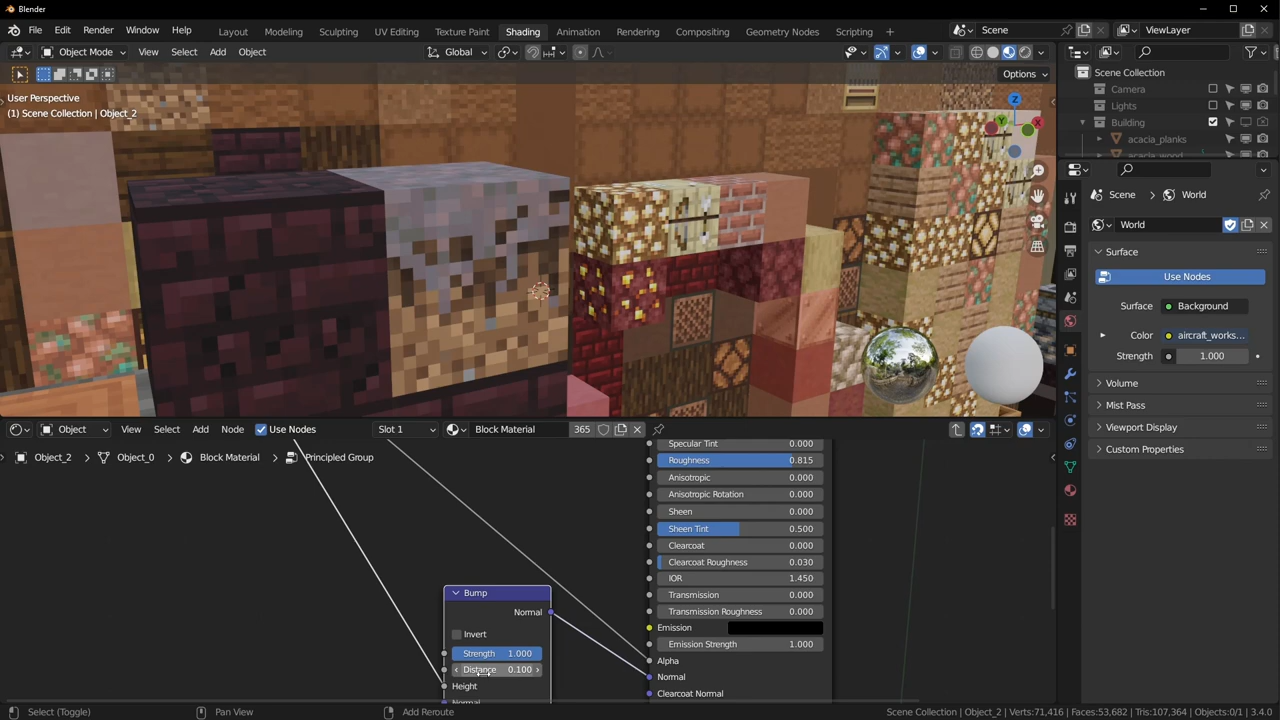 Blender
File Edit Render Window Help Layout Modeling Sculpting UV Editing Texture Paint Shading Animation Rendering Compositing Geometry Nodes Scripting + Scene ViewLayer
Object Mode View Select Add Object Global
Options
User Perspective
(1) Scene Collection | Object_2
Z
Y
X
Scene Collection
Camera
Lights
Building
acacia_planks
Scene > World
World
Surface
Use Nodes
Surface Background
Color aircraft_works...
Strength 1.000
Volume
Mist Pass
Viewport Display
Custom Properties
Object View Select Add Node Use Nodes Slot 1 Block Material 365
Object_2 > Object_0 > Block Material > Principled Group
Specular Tint 0.000
Roughness 0.815
Anisotropic 0.000
Anisotropic Rotation 0.000
Sheen 0.000
Sheen Tint 0.500
Clearcoat 0.000
Clearcoat Roughness 0.030
IOR 1.450
Transmission 0.000
Transmission Roughness 0.000
Emission
Emission Strength 1.000
Alpha
Normal
Clearcoat Normal
Bump
Normal
Invert
Strength 1.000
Distance 0.100
Height
Normal
Select (Toggle) Pan View Add Reroute Scene Collection | Object_2 | Verts:71,416 | Faces:53,682 | Tris:107,364 | Objects:0/1 | 3.4.0